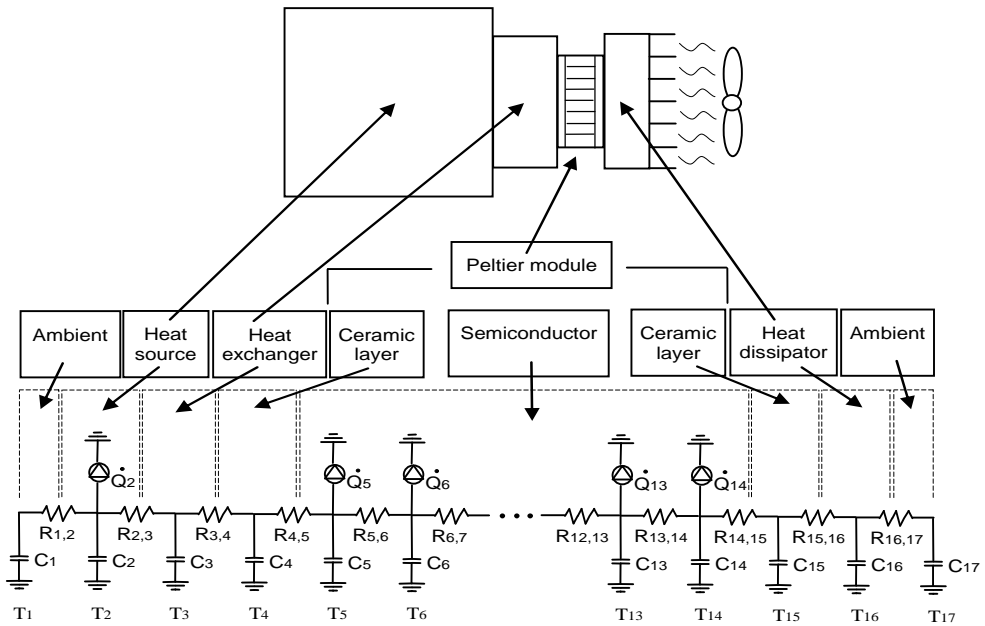 Peltier module
Ambient
Heat
source
Heat
exchanger
Ceramic
layer
Semiconductor
Ceramic
layer
Heat
dissipator
Ambient
Q̇2
Q̇5
Q̇6
Q̇13
Q̇14
R1,2
R2,3
R3,4
R4,5
R5,6
R6,7
R12,13
R13,14
R14,15
R15,16
R16,17
C1
C2
C3
C4
C5
C6
C13
C14
C15
C16
C17
T1
T2
T3
T4
T5
T6
T13
T14
T15
T16
T17